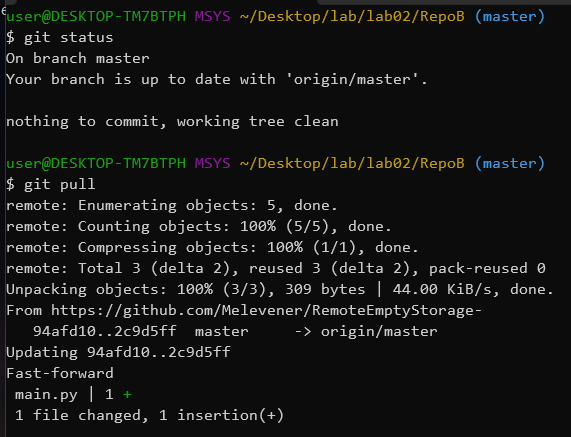 user@DESKTOP-TM7BTPH MSYS ~/Desktop/lab/lab02/RepoB (master)
$ git status
On branch master
Your branch is up to date with 'origin/master'.
nothing to commit, working tree clean
user@DESKTOP-TM7BTPH MSYS ~/Desktop/lab/lab02/RepoB (master)
$ git pull
remote: Enumerating objects: 5, done.
remote: Counting objects: 100% (5/5), done.
remote: Compressing objects: 100% (1/1), done.
remote: Total 3 (delta 2), reused 3 (delta 2), pack-reused 0
Unpacking objects: 100% (3/3), 309 bytes | 44.00 KiB/s, done.
From https://github.com/Melevener/RemoteEmptyStorage-
   94afd10..2c9d5ff  master     -> origin/master
Updating 94afd10..2c9d5ff
Fast-forward
 main.py | 1 +
 1 file changed, 1 insertion(+)